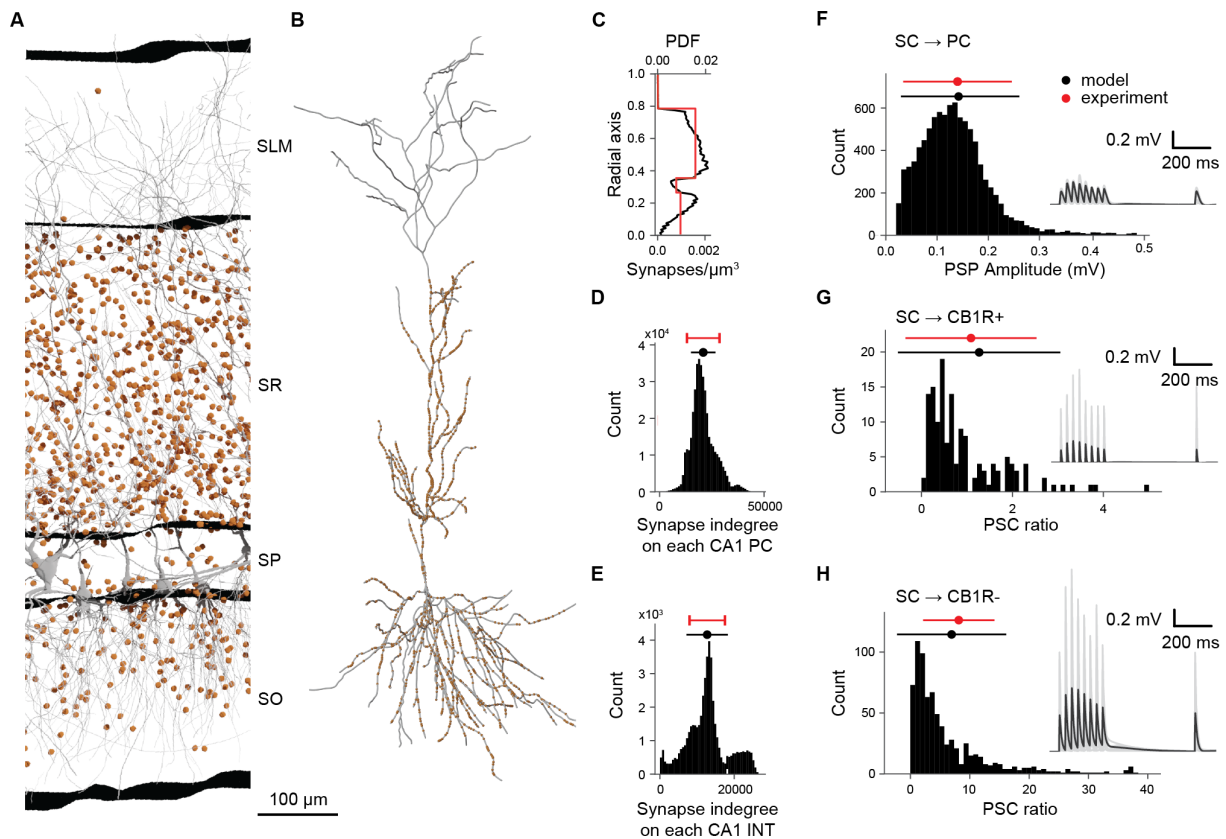 A
SLM
SR
SP
SO
100 μm
B
C
PDF
0.00
0.02
1.0
0.8
0.6
0.4
0.2
0.0
Radial axis
0
0.002
Synapses/μm³
D
x10⁴
4
3
2
1
0
Count
0
50000
Synapse indegree
on each CA1 PC
E
x10³
4
3
2
1
0
Count
0
20000
Synapse indegree
on each CA1 INT
F
SC → PC
model
experiment
600
400
200
0
Count
0.0
0.1
0.2
0.3
0.4
0.5
PSP Amplitude (mV)
0.2 mV
200 ms
G
SC → CB1R+
20
15
10
5
0
Count
0
2
4
PSC ratio
0.2 mV
200 ms
H
SC → CB1R-
100
50
0
Count
0
20
40
PSC ratio
0.2 mV
200 ms